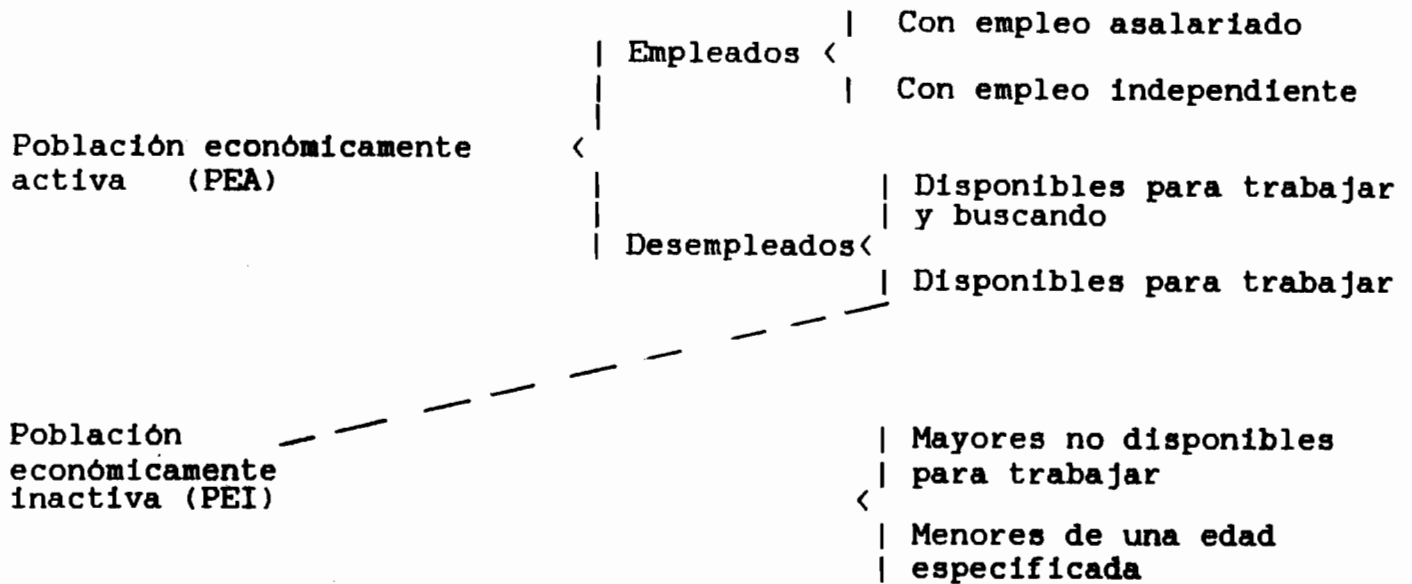 Con empleo asalariado
Empleados
Con empleo independiente
Población económicamente
activa (PEA)
Disponibles para trabajar
y buscando
Desempleados
Disponibles para trabajar
Población
económicamente
inactiva (PEI)
Mayores no disponibles
para trabajar
Menores de una edad
especificada